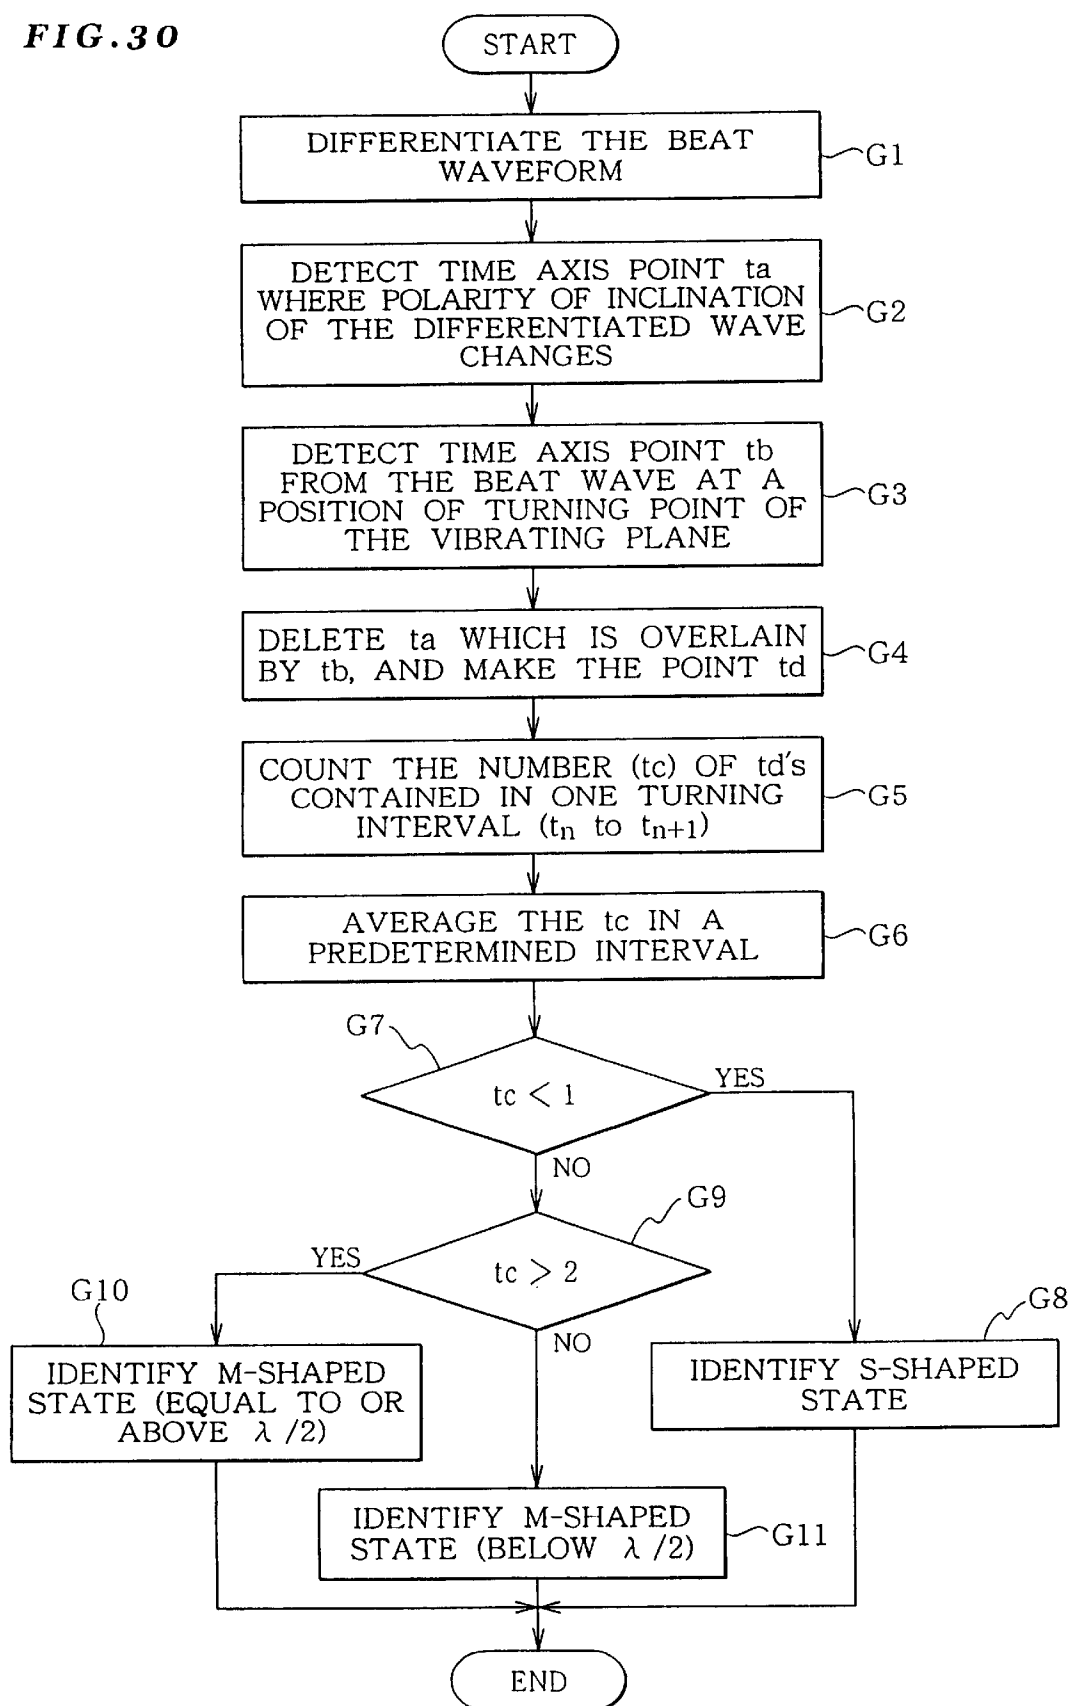 FIG.30
START
DIFFERENTIATE THE BEAT
WAVEFORM
G1
DETECT TIME AXIS POINT ta
WHERE POLARITY OF INCLINATION
OF THE DIFFERENTIATED WAVE
CHANGES
G2
DETECT TIME AXIS POINT tb
FROM THE BEAT WAVE AT A
POSITION OF TURNING POINT OF
THE VIBRATING PLANE
G3
DELETE ta WHICH IS OVERLAIN
BY tb, AND MAKE THE POINT td
G4
COUNT THE NUMBER (tc) OF td's
CONTAINED IN ONE TURNING
INTERVAL (tn to tn+1)
G5
AVERAGE THE tc IN A
PREDETERMINED INTERVAL
G6
G7
tc < 1
YES
NO
G9
tc > 2
YES
NO
G10
IDENTIFY M-SHAPED
STATE (EQUAL TO OR
ABOVE λ/2)
G8
IDENTIFY S-SHAPED
STATE
IDENTIFY M-SHAPED
STATE (BELOW λ/2)
G11
END